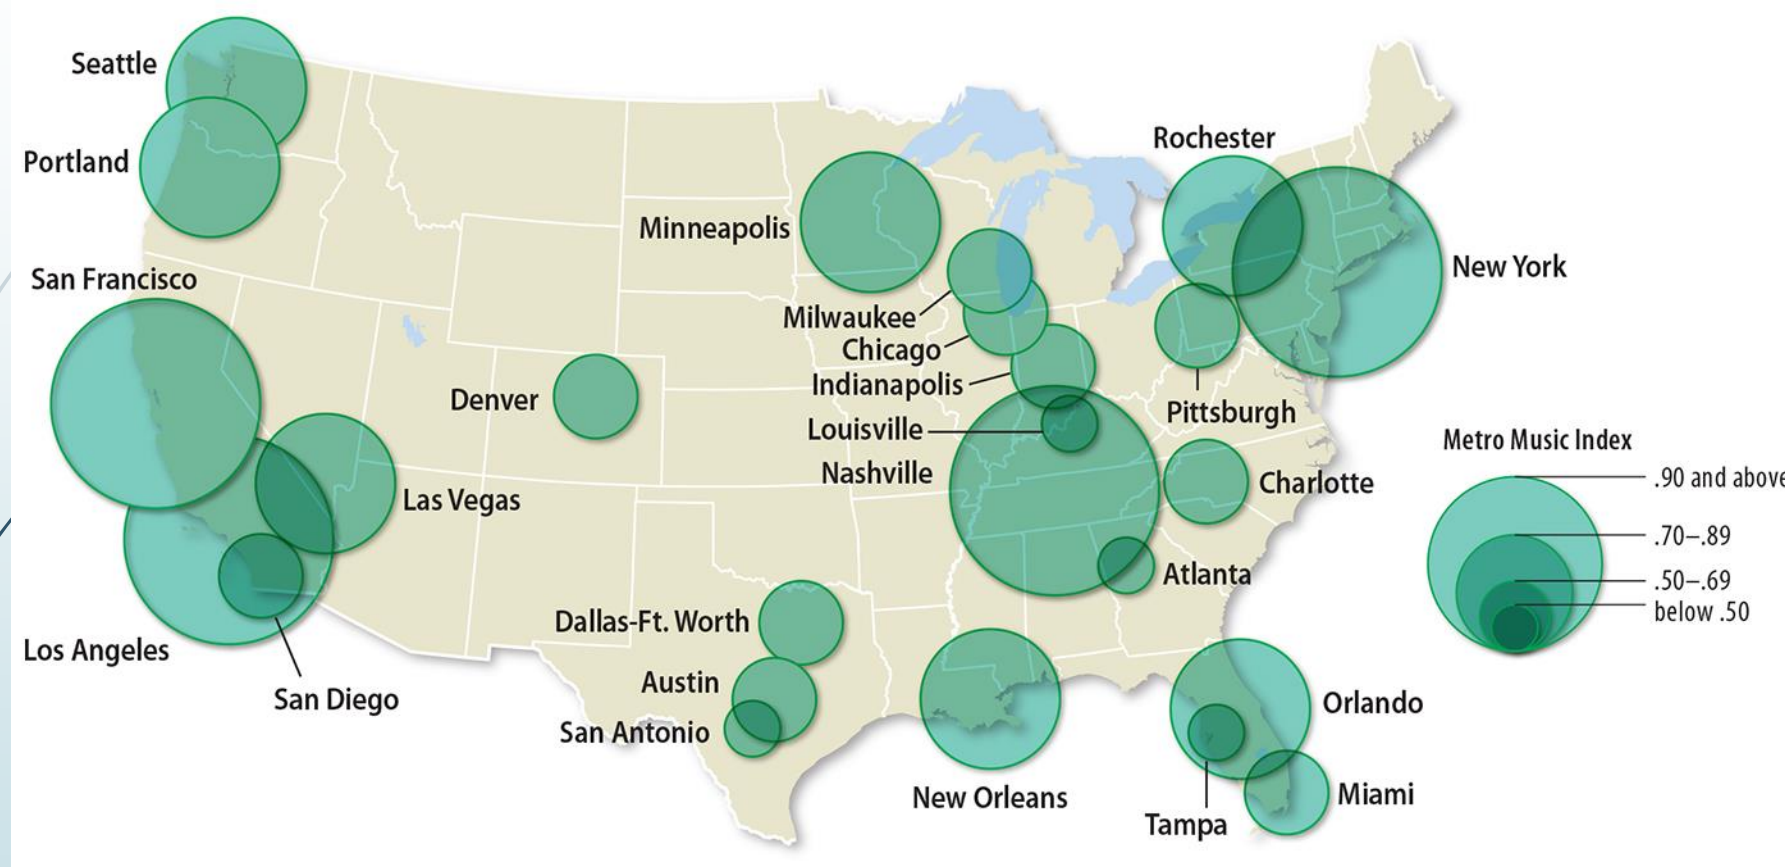 Seattle
Portland
San Francisco
Los Angeles
San Diego
Las Vegas
Denver
Minneapolis
Milwaukee
Chicago
Indianapolis
Louisville
Nashville
Dallas-Ft. Worth
Austin
San Antonio
New Orleans
Rochester
New York
Pittsburgh
Charlotte
Atlanta
Orlando
Tampa
Miami
Metro Music Index
.90 and above
.70–.89
.50–.69
below .50